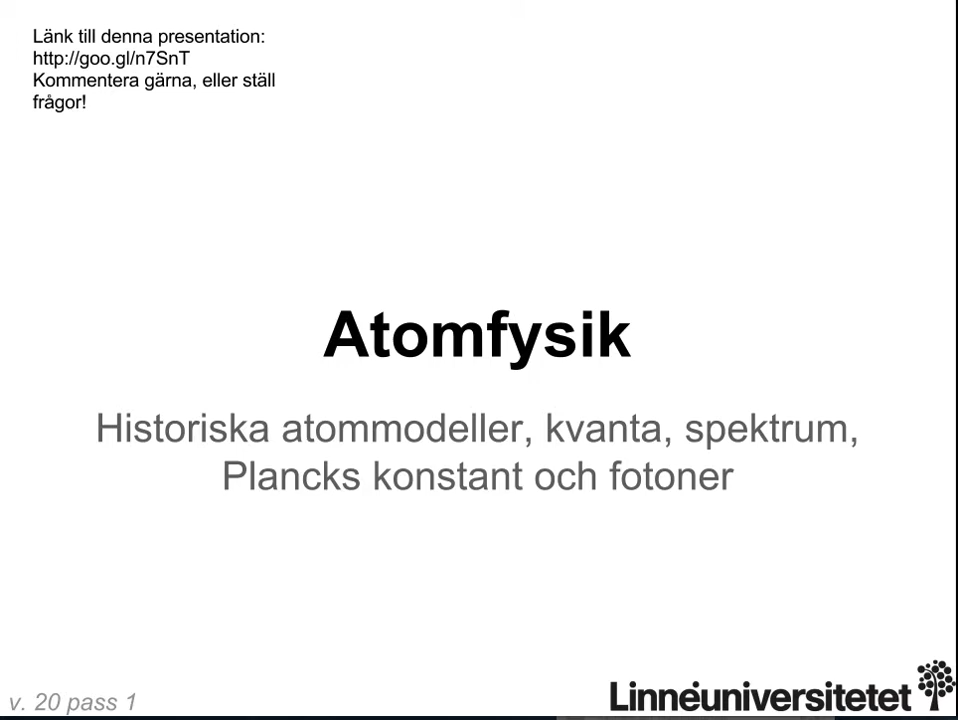 Länk till denna presentation:
http://goo.gl/n7SnT
Kommentera gärna, eller ställ
frågor!
Atomfysik
Historiska atommodeller, kvanta, spektrum,
Plancks konstant och fotoner
v. 20 pass 1
Linnéuniversitetet